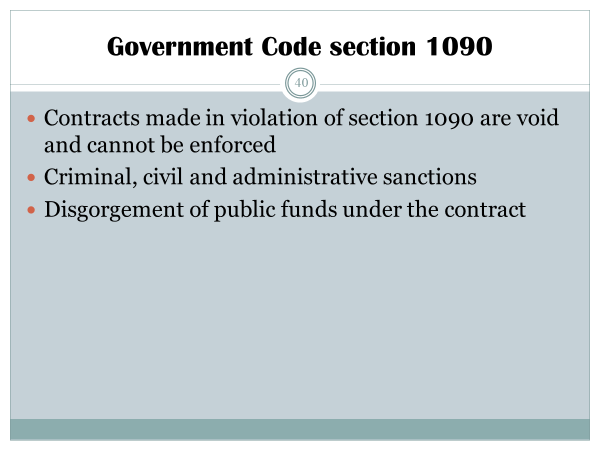 Government Code section 1090
40
• Contracts made in violation of section 1090 are void
and cannot be enforced
• Criminal, civil and administrative sanctions
• Disgorgement of public funds under the contract